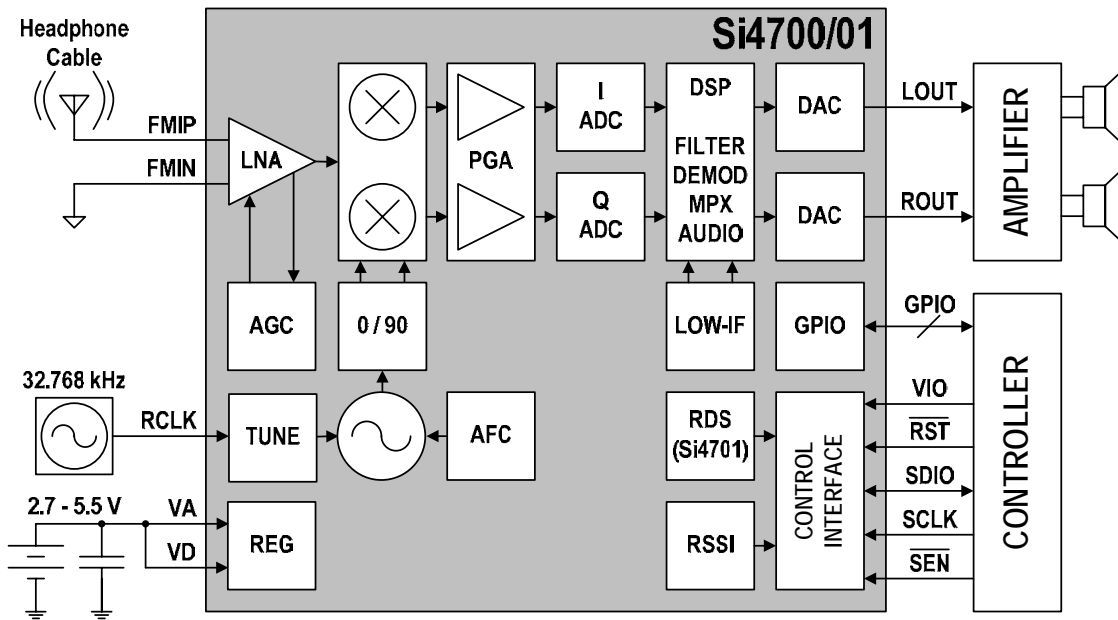 Si4700/01
Headphone
Cable
FMIP
FMIN
LNA
PGA
I
ADC
Q
ADC
DSP
FILTER
DEMOD
MPX
AUDIO
DAC
DAC
LOUT
ROUT
AMPLIFIER
AGC
0 / 90
LOW-IF
GPIO
GPIO
32.768 kHz
RCLK
TUNE
AFC
RDS
(Si4701)
CONTROL
INTERFACE
VIO
RST
SDIO
SCLK
SEN
CONTROLLER
2.7 - 5.5 V
VA
VD
REG
RSSI